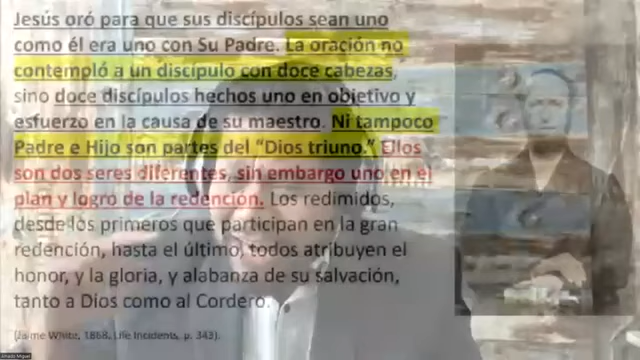 Jesús oró para que sus discípulos sean uno
como él era uno con Su Padre. La oración no
contempló a un discípulo con doce cabezas,
sino doce discípulos hechos uno en objetivo y
esfuerzo en la causa de su maestro. Ni tampoco
Padre e Hijo son partes del “Dios triuno.” Ellos
son dos seres diferentes, sin embargo uno en el
plan y logro de la redención. Los redimidos,
desde los primeros que participan en la gran
redención, hasta el último, todos atribuyen el
honor, y la gloria, y alabanza de su salvación,
tanto a Dios como al Cordero.
(Jaime White, 1868, Life Incidents, p. 343).